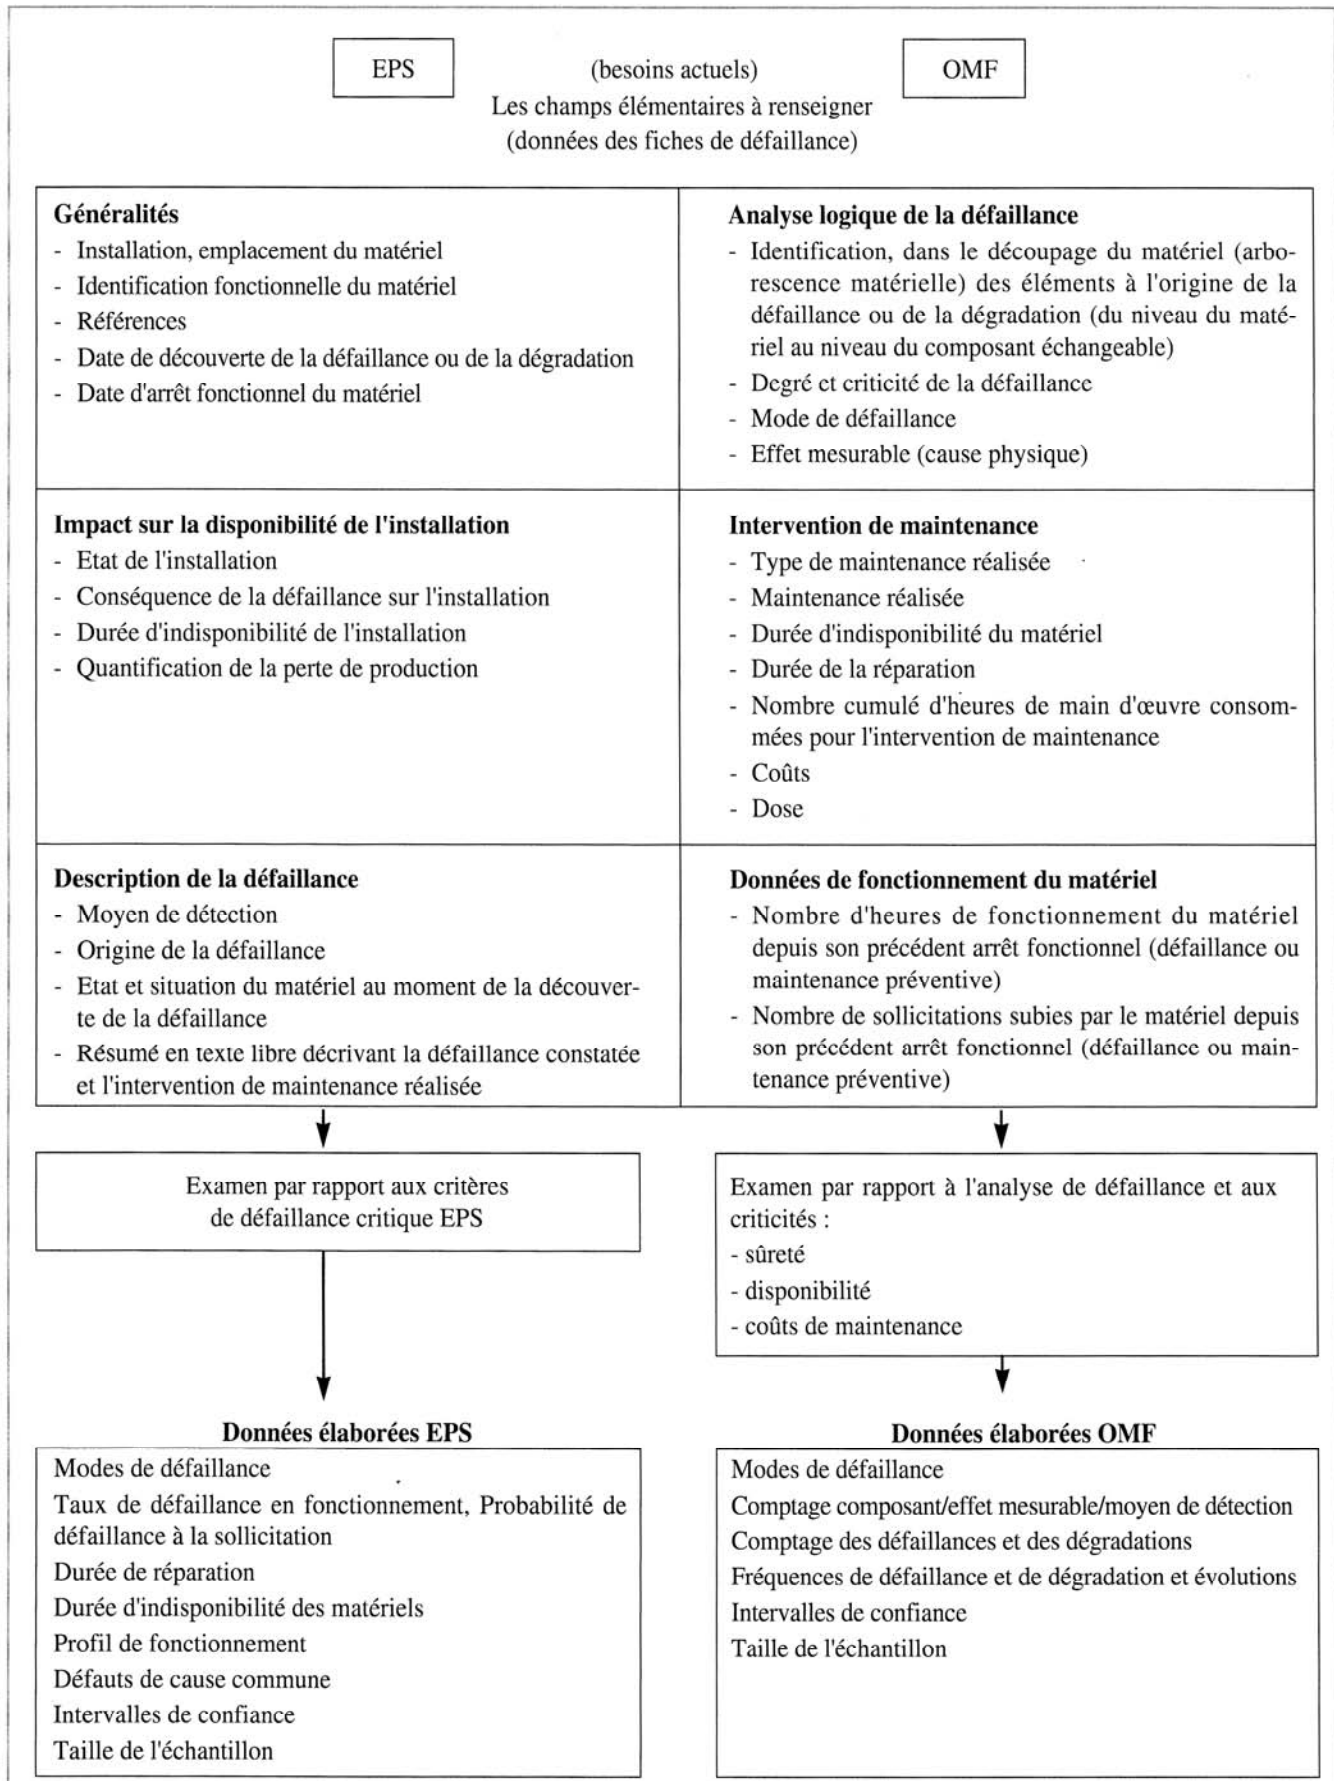 EPS
(besoins actuels)
OMF
Les champs élémentaires à renseigner
(données des fiches de défaillance)
Généralités
- Installation, emplacement du matériel
- Identification fonctionnelle du matériel
- Références
- Date de découverte de la défaillance ou de la dégradation
- Date d'arrêt fonctionnel du matériel
Analyse logique de la défaillance
- Identification, dans le découpage du matériel (arbo-
rescence matérielle) des éléments à l'origine de la
défaillance ou de la dégradation (du niveau du maté-
riel au niveau du composant échangeable)
- Degré et criticité de la défaillance
- Mode de défaillance
- Effet mesurable (cause physique)
Impact sur la disponibilité de l'installation
- Etat de l'installation
- Conséquence de la défaillance sur l'installation
- Durée d'indisponibilité de l'installation
- Quantification de la perte de production
Intervention de maintenance
- Type de maintenance réalisée
- Maintenance réalisée
- Durée d'indisponibilité du matériel
- Durée de la réparation
- Nombre cumulé d'heures de main d'œuvre consom-
mées pour l'intervention de maintenance
- Coûts
- Dose
Description de la défaillance
- Moyen de détection
- Origine de la défaillance
- Etat et situation du matériel au moment de la découver-
te de la défaillance
- Résumé en texte libre décrivant la défaillance constatée
et l'intervention de maintenance réalisée
Données de fonctionnement du matériel
- Nombre d'heures de fonctionnement du matériel
depuis son précédent arrêt fonctionnel (défaillance ou
maintenance préventive)
- Nombre de sollicitations subies par le matériel depuis
son précédent arrêt fonctionnel (défaillance ou main-
tenance préventive)
Examen par rapport aux critères
de défaillance critique EPS
Examen par rapport à l'analyse de défaillance et aux
criticités :
- sûreté
- disponibilité
- coûts de maintenance
Données élaborées EPS
Modes de défaillance
Taux de défaillance en fonctionnement, Probabilité de
défaillance à la sollicitation
Durée de réparation
Durée d'indisponibilité des matériels
Profil de fonctionnement
Défauts de cause commune
Intervalles de confiance
Taille de l'échantillon
Données élaborées OMF
Modes de défaillance
Comptage composant/effet mesurable/moyen de détection
Comptage des défaillances et des dégradations
Fréquences de défaillance et de dégradation et évolutions
Intervalles de confiance
Taille de l'échantillon